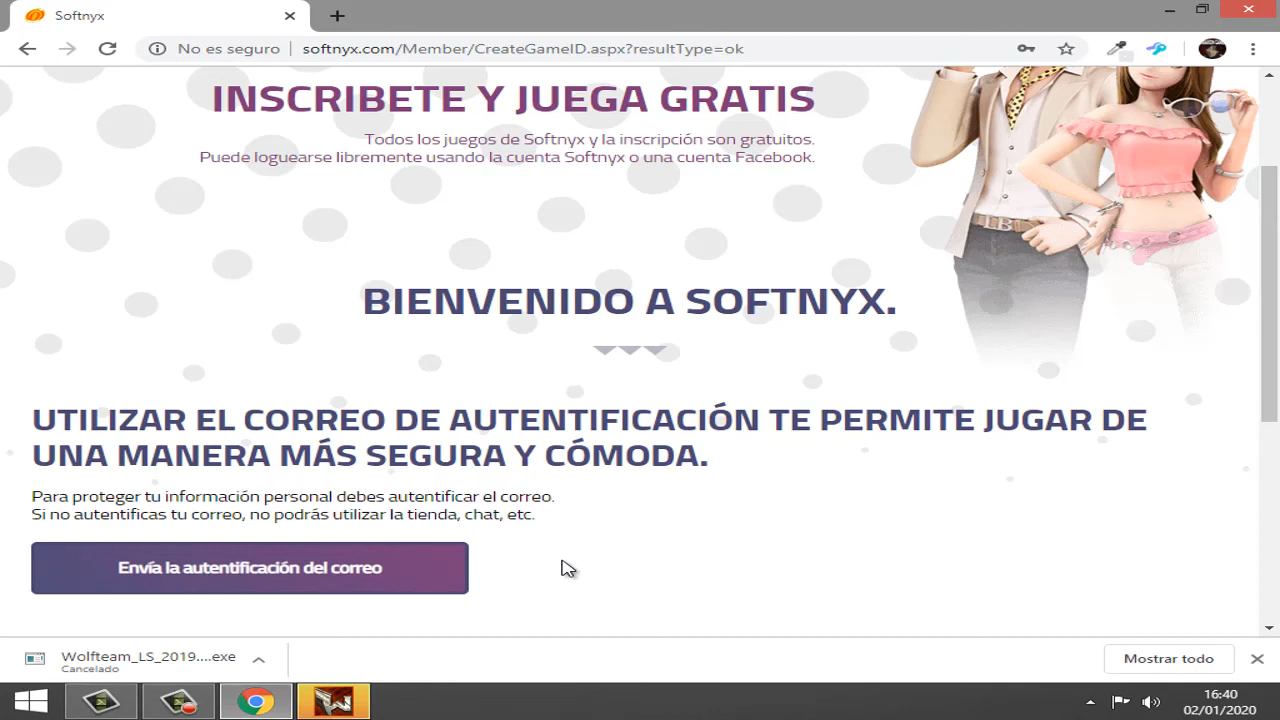 Softnyx
No es seguro softnyx.com/Member/CreateGameID.aspx?resultType=ok
INSCRIBETE Y JUEGA GRATIS
Todos los juegos de Softnyx y la inscripción son gratuitos.
Puede loguearse libremente usando la cuenta Softnyx o una cuenta Facebook.
BIENVENIDO A SOFTNYX.
UTILIZAR EL CORREO DE AUTENTIFICACIÓN TE PERMITE JUGAR DE
UNA MANERA MÁS SEGURA Y CÓMODA.
Para proteger tu información personal debes autentificar el correo.
Si no autentificas tu correo, no podrás utilizar la tienda, chat, etc.
Envía la autentificación del correo
Wolfteam_LS_2019....exe
Cancelado
Mostrar todo
16:40
02/01/2020